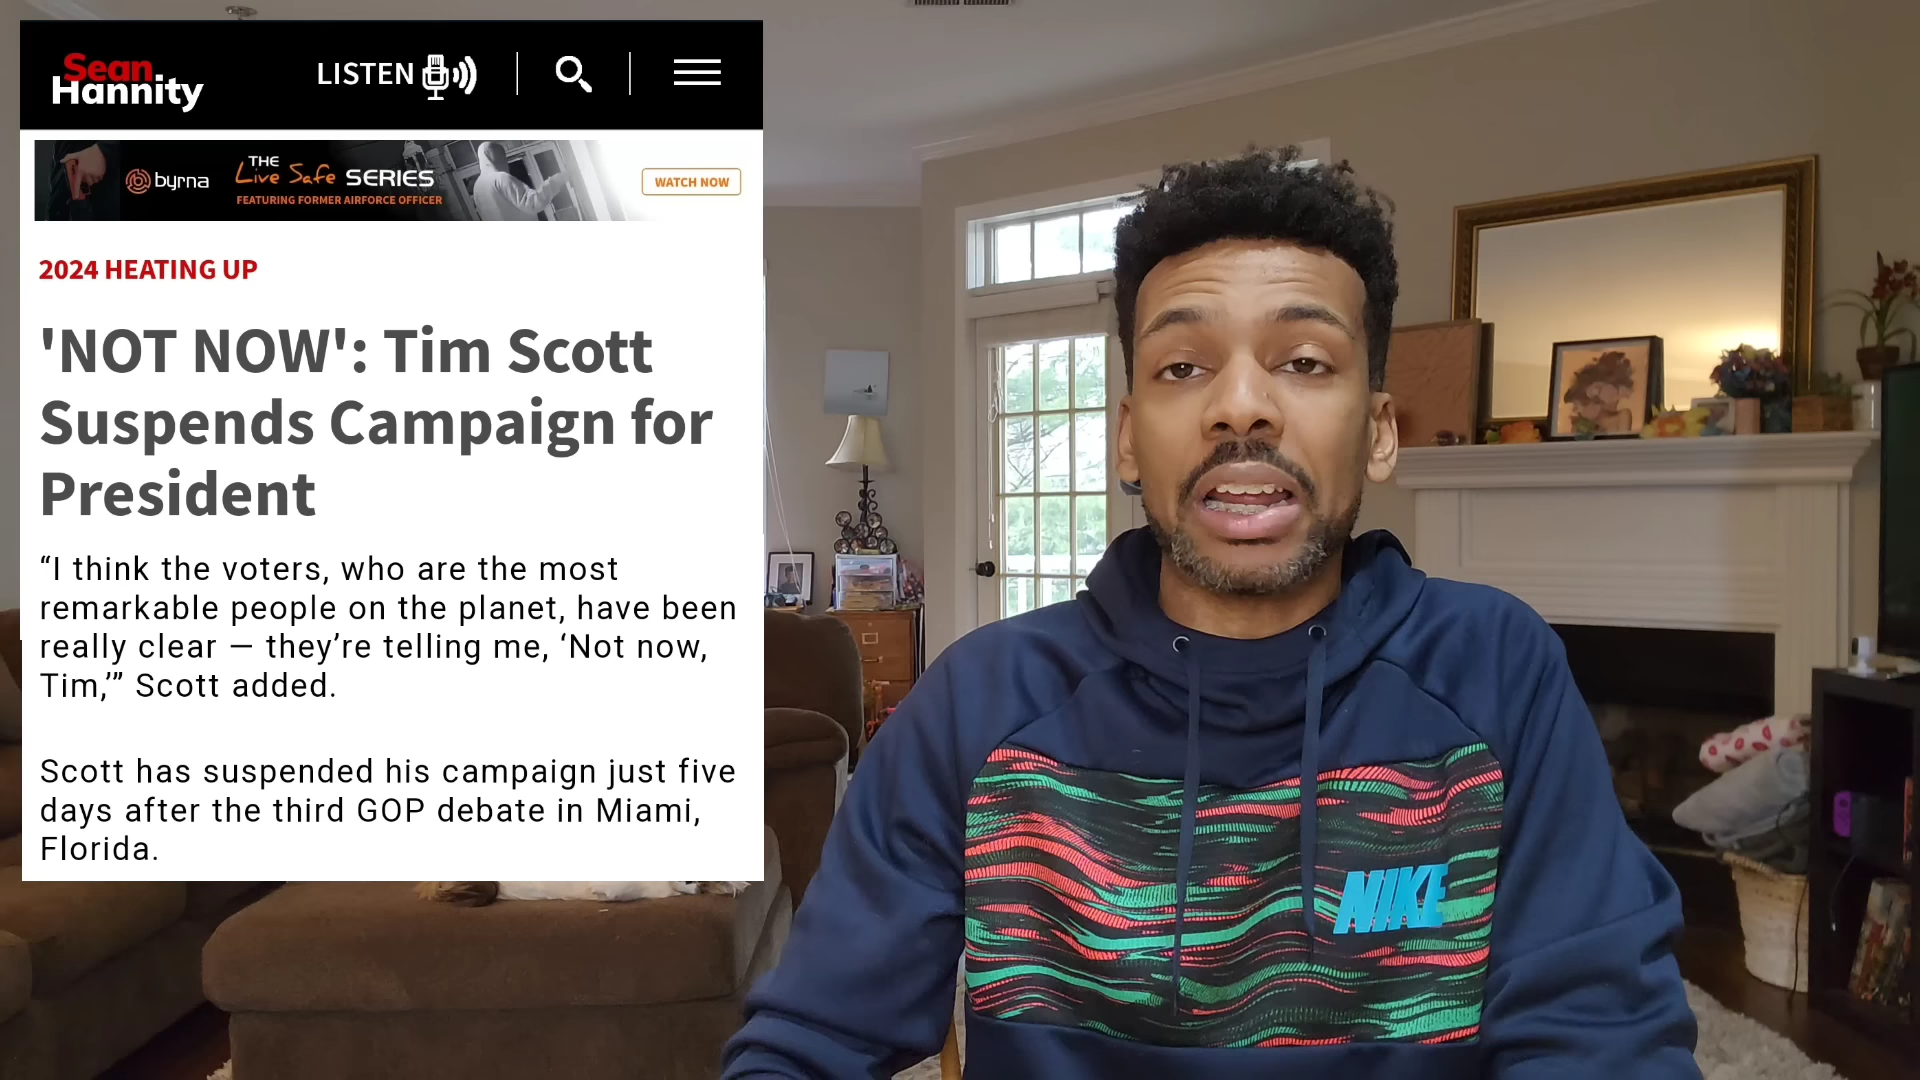 Sean
Hannity
LISTEN
byrna
THE
Live Safe SERIES
FEATURING FORMER AIRFORCE OFFICER
WATCH NOW
2024 HEATING UP
'NOT NOW': Tim Scott
Suspends Campaign for
President
“I think the voters, who are the most
remarkable people on the planet, have been
really clear — they’re telling me, ‘Not now,
Tim,’” Scott added.
Scott has suspended his campaign just five
days after the third GOP debate in Miami,
Florida.
NIKE